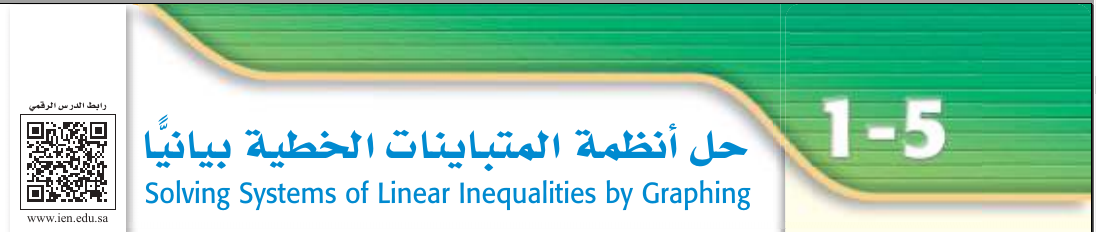 1-5
حل أنظمة المتباينات الخطية بيانيًّا
Solving Systems of Linear Inequalities by Graphing
رابط الدرس الرقمي
www.ien.edu.sa